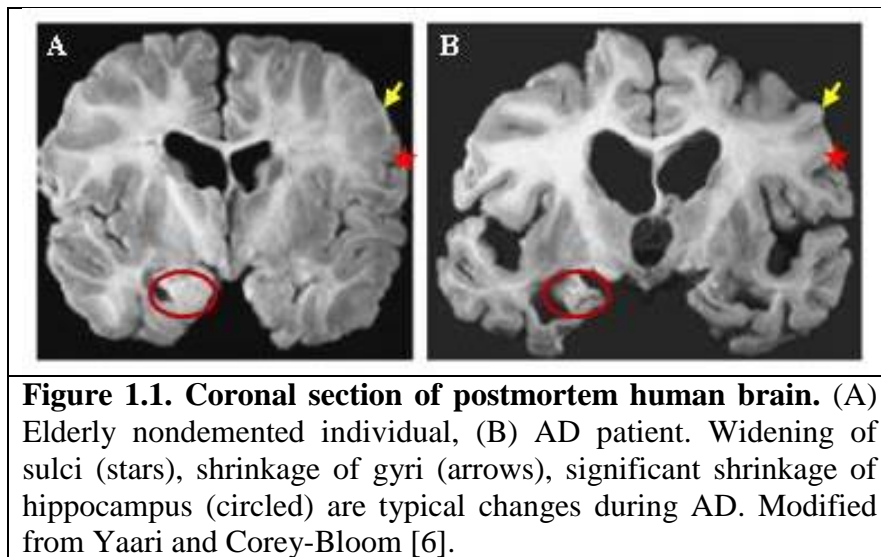 A
B
Figure 1.1. Coronal section of postmortem human brain. (A)
Elderly nondemented individual, (B) AD patient. Widening of
sulci (stars), shrinkage of gyri (arrows), significant shrinkage of
hippocampus (circled) are typical changes during AD. Modified
from Yaari and Corey-Bloom [6].